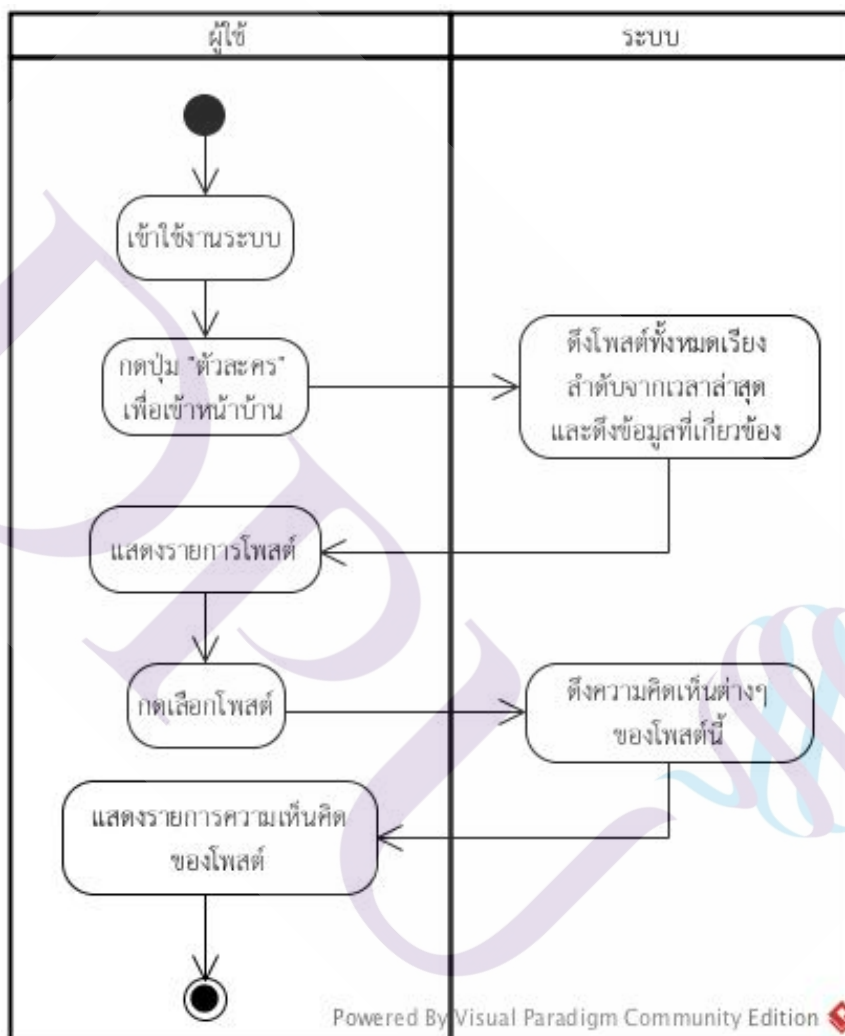 ผู้ใช้
ระบบ
เข้าใช้งานระบบ
กดปุ่ม "ตัวละคร"
เพื่อเข้าหน้าบ้าน
ดึงโพสต์ทั้งหมดเรียง
ลำดับจากเวลาล่าสุด
และดึงข้อมูลที่เกี่ยวข้อง
แสดงรายการโพสต์
กดเลือกโพสต์
ดึงความคิดเห็นต่างๆ
ของโพสต์นี้
แสดงรายการความเห็นคิด
ของโพสต์
Powered By Visual Paradigm Community Edition
DPU